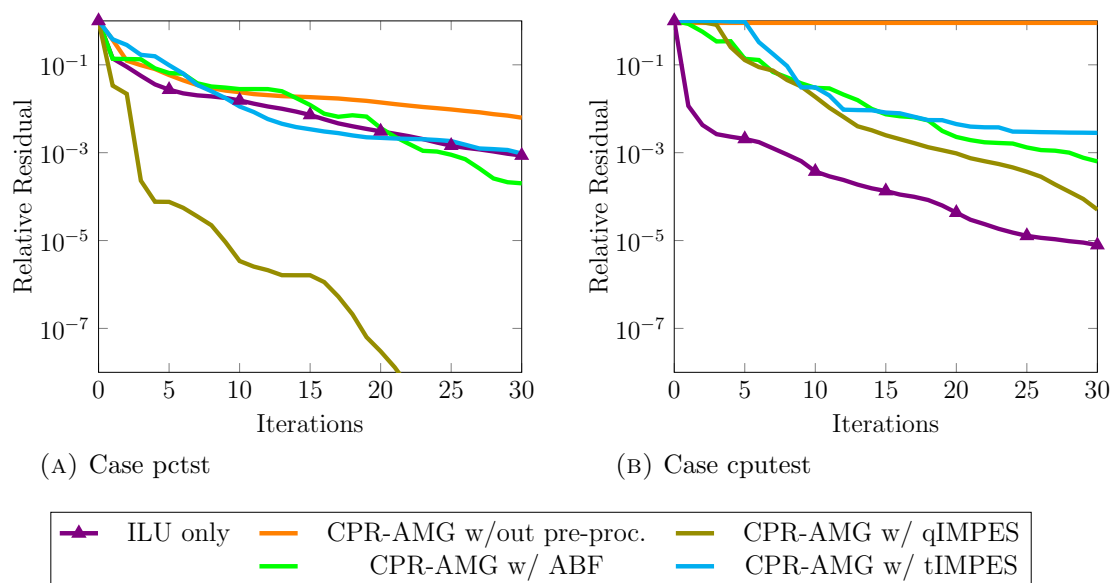 10^{-1}
10^{-3}
10^{-5}
10^{-7}
Relative Residual
0 5 10 15 20 25 30
Iterations
(A) Case pctst
10^{-1}
10^{-3}
10^{-5}
10^{-7}
Relative Residual
0 5 10 15 20 25 30
Iterations
(B) Case cputest
ILU only CPR-AMG w/out pre-proc. CPR-AMG w/ qIMPES
CPR-AMG w/ ABF CPR-AMG w/ tIMPES